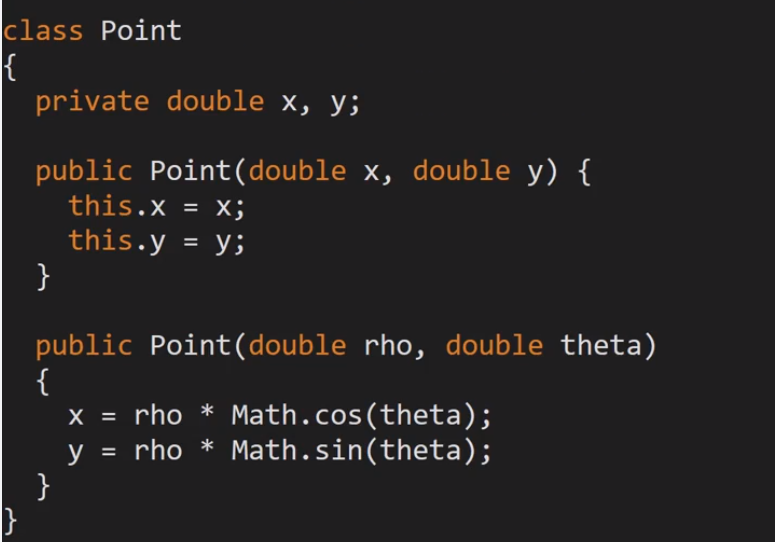 class Point
{
  private double x, y;

  public Point(double x, double y) {
    this.x = x;
    this.y = y;
  }

  public Point(double rho, double theta)
  {
    x = rho * Math.cos(theta);
    y = rho * Math.sin(theta);
  }
}